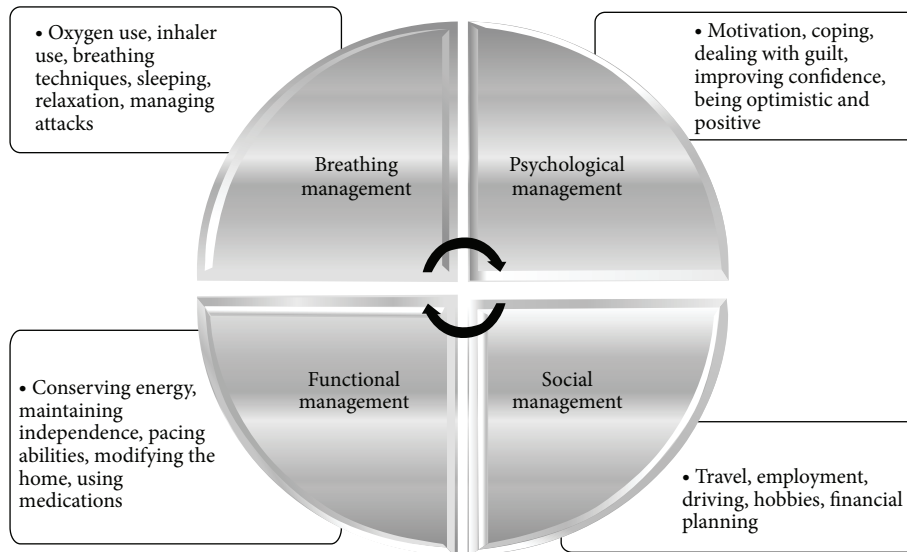 • Oxygen use, inhaler
use, breathing
techniques, sleeping,
relaxation, managing
attacks
• Motivation, coping,
dealing with guilt,
improving confidence,
being optimistic and
positive
Breathing
management
Psychological
management
Functional
management
Social
management
• Conserving energy,
maintaining
independence, pacing
abilities, modifying the
home, using
medications
• Travel, employment,
driving, hobbies, financial
planning